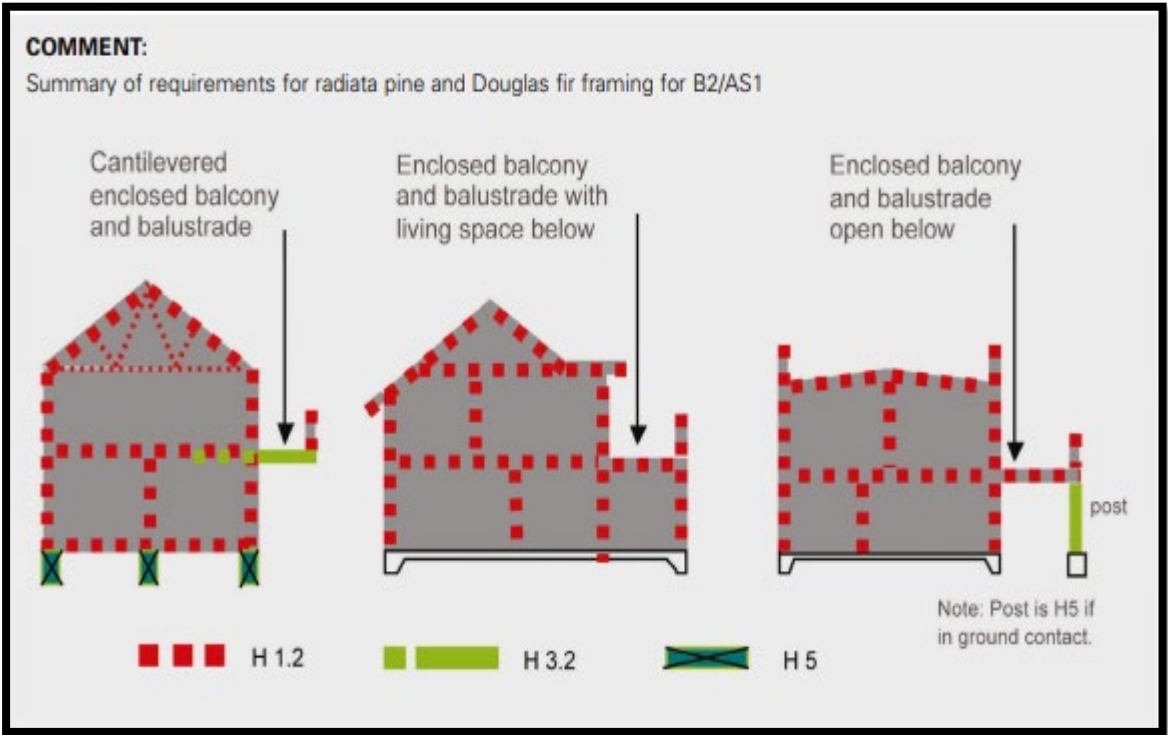 COMMENT:
Summary of requirements for radiata pine and Douglas fir framing for B2/AS1
Cantilevered
enclosed balcony
and balustrade
Enclosed balcony
and balustrade with
living space below
Enclosed balcony
and balustrade
open below
post
Note: Post is H5 if
in ground contact.
H 1.2
H 3.2
H 5